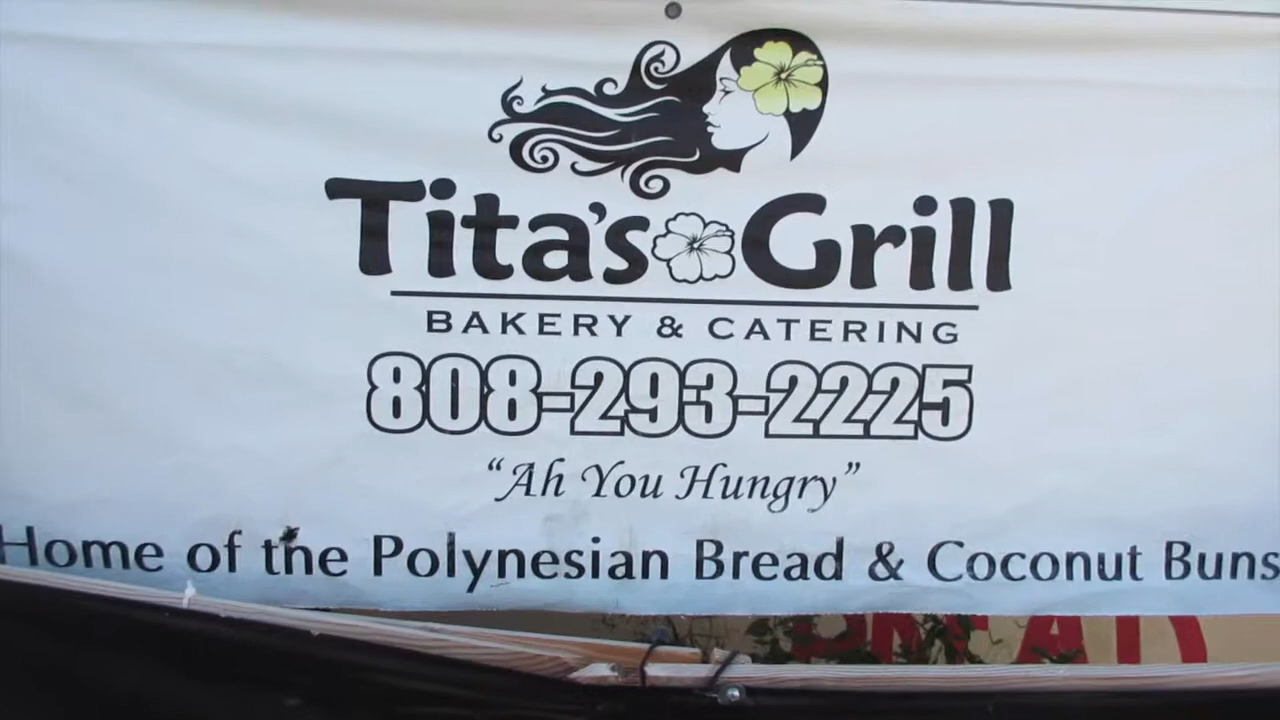 Tita's Grill
BAKERY & CATERING
808-293-2225
"Ah You Hungry"
Home of the Polynesian Bread & Coconut Buns